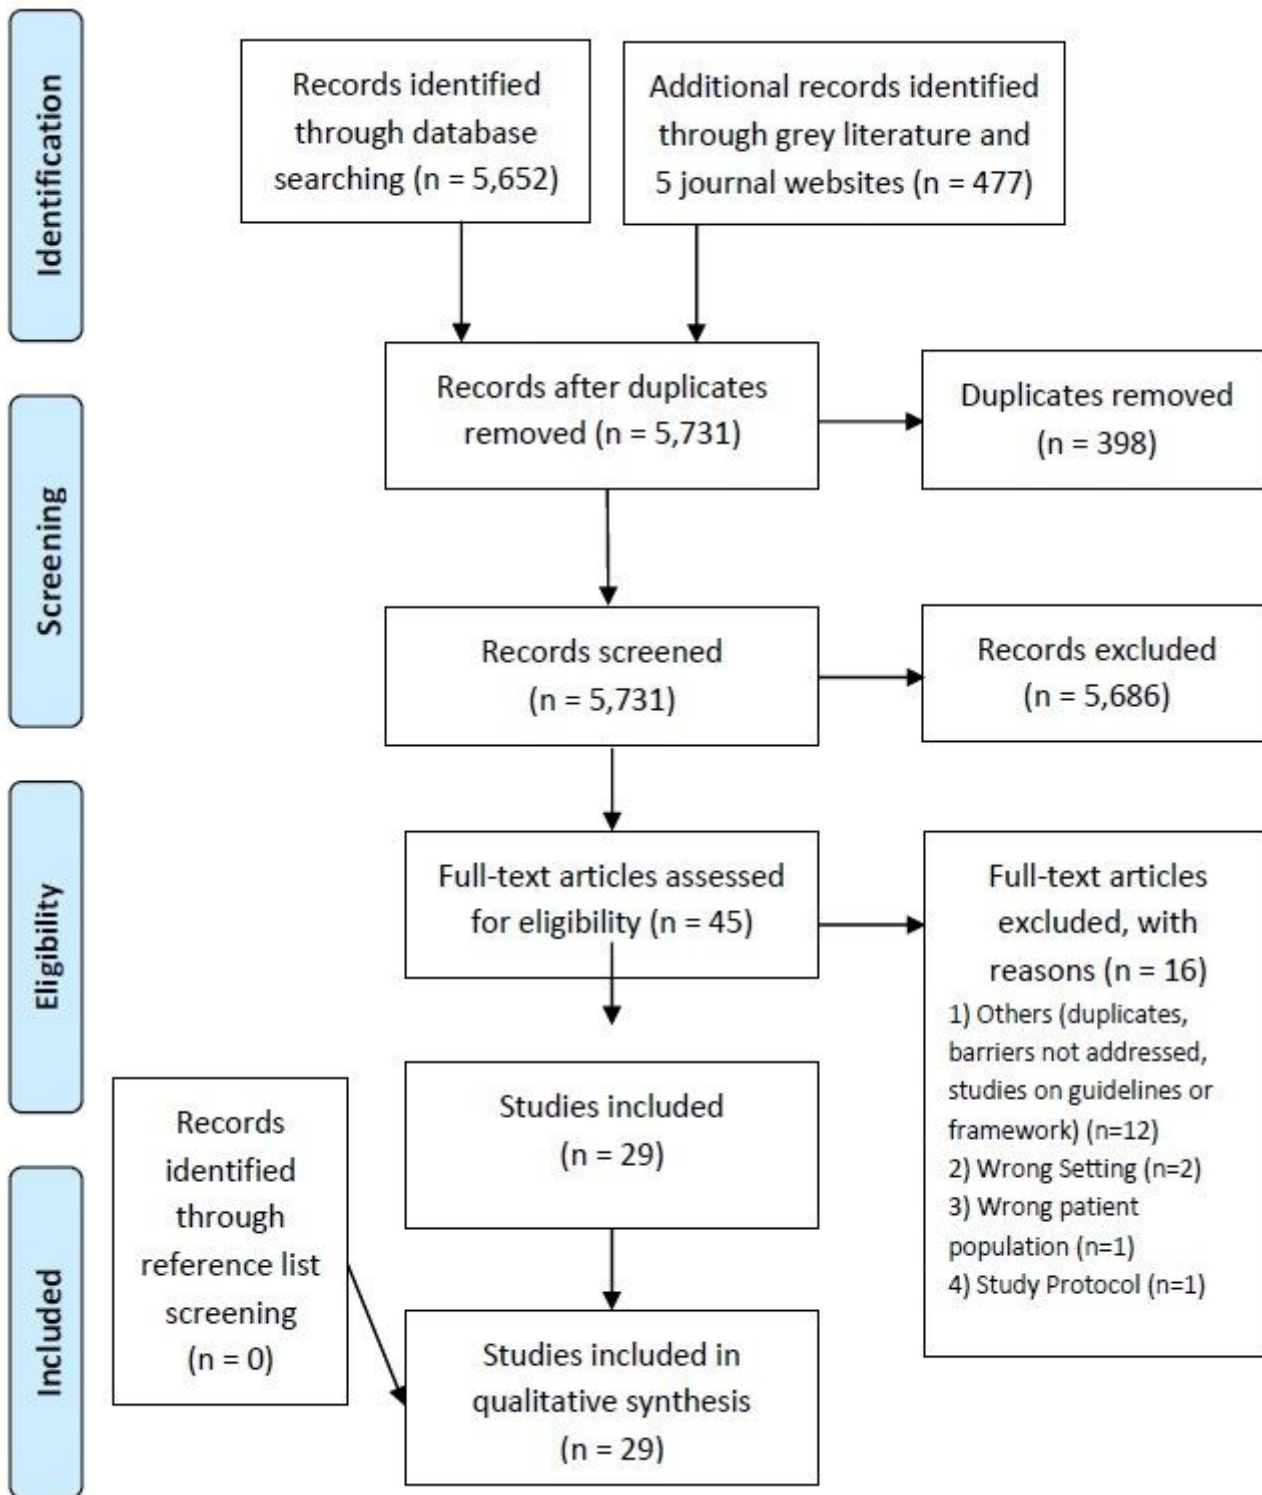 Identification
Records identified
through database
searching (n = 5,652)
Additional records identified
through grey literature and
5 journal websites (n = 477)
Records after duplicates
removed (n = 5,731)
Duplicates removed
(n = 398)
Screening
Records screened
(n = 5,731)
Records excluded
(n = 5,686)
Eligibility
Full-text articles assessed
for eligibility (n = 45)
Full-text articles
excluded, with
reasons (n = 16)
1) Others (duplicates,
barriers not addressed,
studies on guidelines or
framework) (n=12)
2) Wrong Setting (n=2)
3) Wrong patient
population (n=1)
4) Study Protocol (n=1)
Studies included
(n = 29)
Included
Records
identified
through
reference list
screening
(n = 0)
Studies included in
qualitative synthesis
(n = 29)